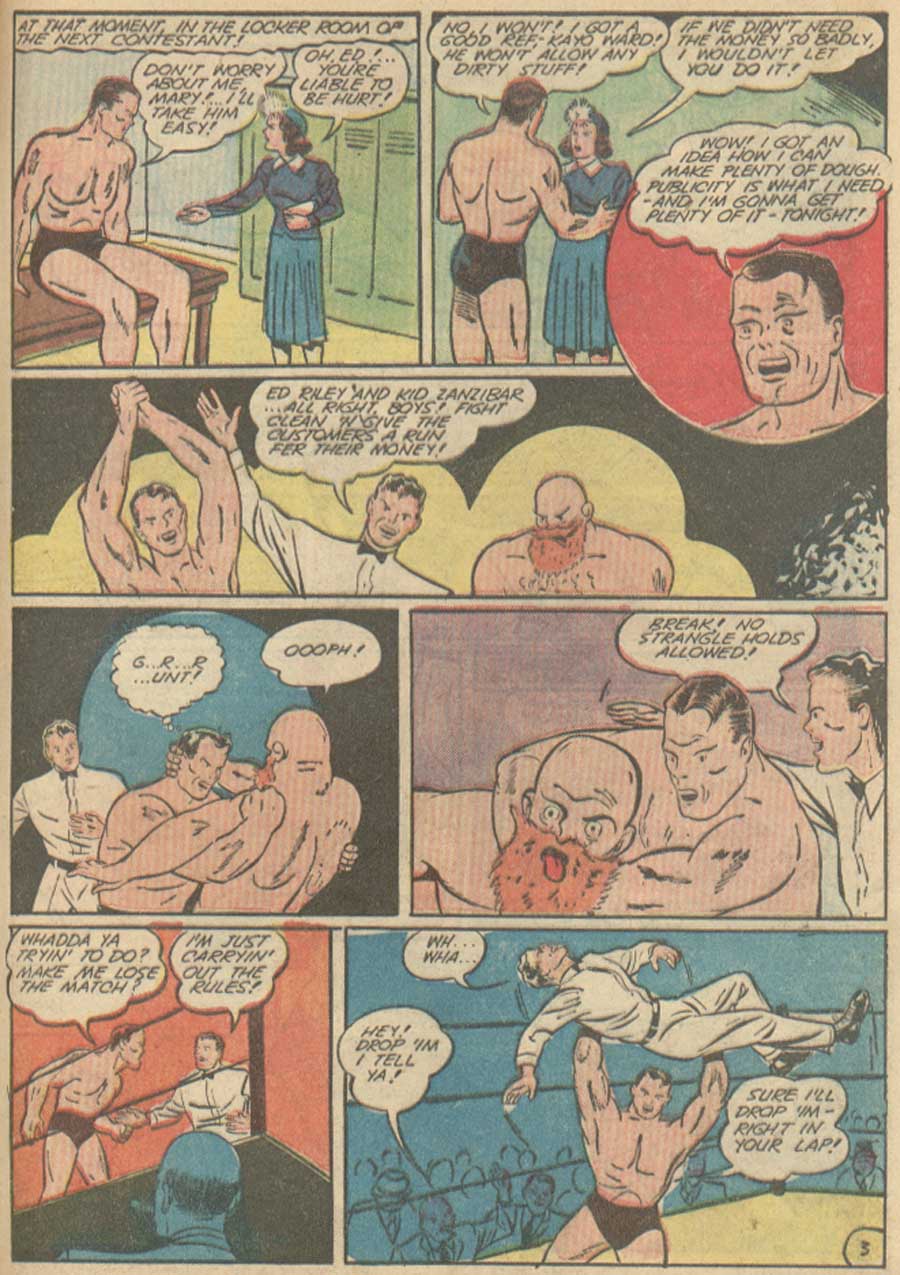 AT THAT MOMENT, IN THE LOCKER ROOM OF
THE NEXT CONTESTANT!
DON'T WORRY
ABOUT ME,
MARY!...I'LL
TAKE HIM
EASY!
OH, ED!...
YOU'RE
LIABLE TO
BE HURT!
NO, I WON'T! I GOT A
GOOD REF-KAYO WARD!
HE WON'T ALLOW ANY
DIRTY STUFF!
IF WE DIDN'T NEED
THE MONEY SO BADLY,
I WOULDN'T LET
YOU DO IT!
WOW! I GOT AN
IDEA HOW I CAN
MAKE PLENTY OF DOUGH.
PUBLICITY IS WHAT I NEED
-AND I'M GONNA GET
PLENTY OF IT - TONIGHT!
ED RILEY AND KID ZANZIBAR
...ALL RIGHT, BOYS! FIGHT
CLEAN 'N' GIVE THE
CUSTOMERS A RUN
FER THEIR MONEY!
G..R...R
...UNT!
OOOPH!
BREAK! NO
STRANGLE HOLDS
ALLOWED!
WHADDA YA
TRYIN' TO DO?
MAKE ME LOSE
THE MATCH?
I'M JUST
CARRYIN'
OUT THE
RULES!
WH...
WHA...
HEY!
DROP 'IM
I TELL
YA!
SURE I'LL
DROP 'IM-
RIGHT IN
YOUR LAP!
3